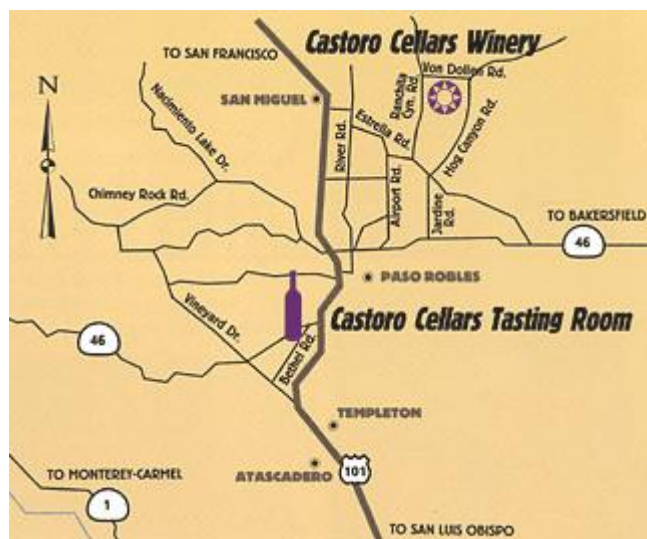 Castoro Cellars Winery
TO SAN FRANCISCO
Von Dollen Rd.
N
SAN MIGUEL
Ranchita
Cyn. Rd.
Nacimiento Lake Dr.
Estrella Rd.
River Rd.
Hog Canyon Rd.
Chimney Rock Rd.
Airport Rd.
Jardine
Rd.
TO BAKERSFIELD
46
PASO ROBLES
Vineyard Dr.
Castoro Cellars Tasting Room
46
Bethel Rd.
TEMPLETON
ATASCADERO
101
TO MONTEREY-CARMEL
1
TO SAN LUIS OBISPO